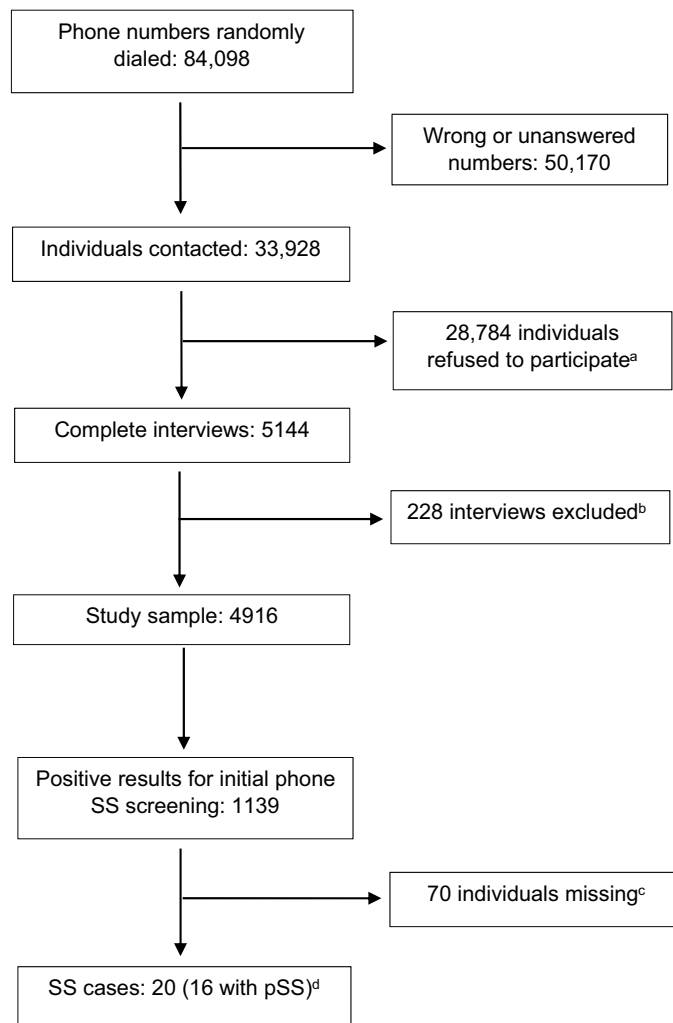 Phone numbers randomly
dialed: 84,098
Wrong or unanswered
numbers: 50,170
Individuals contacted: 33,928
28,784 individuals
refused to participateᵃ
Complete interviews: 5144
228 interviews excludedᵇ
Study sample: 4916
Positive results for initial phone
SS screening: 1139
70 individuals missingᶜ
SS cases: 20 (16 with pSS)ᵈ